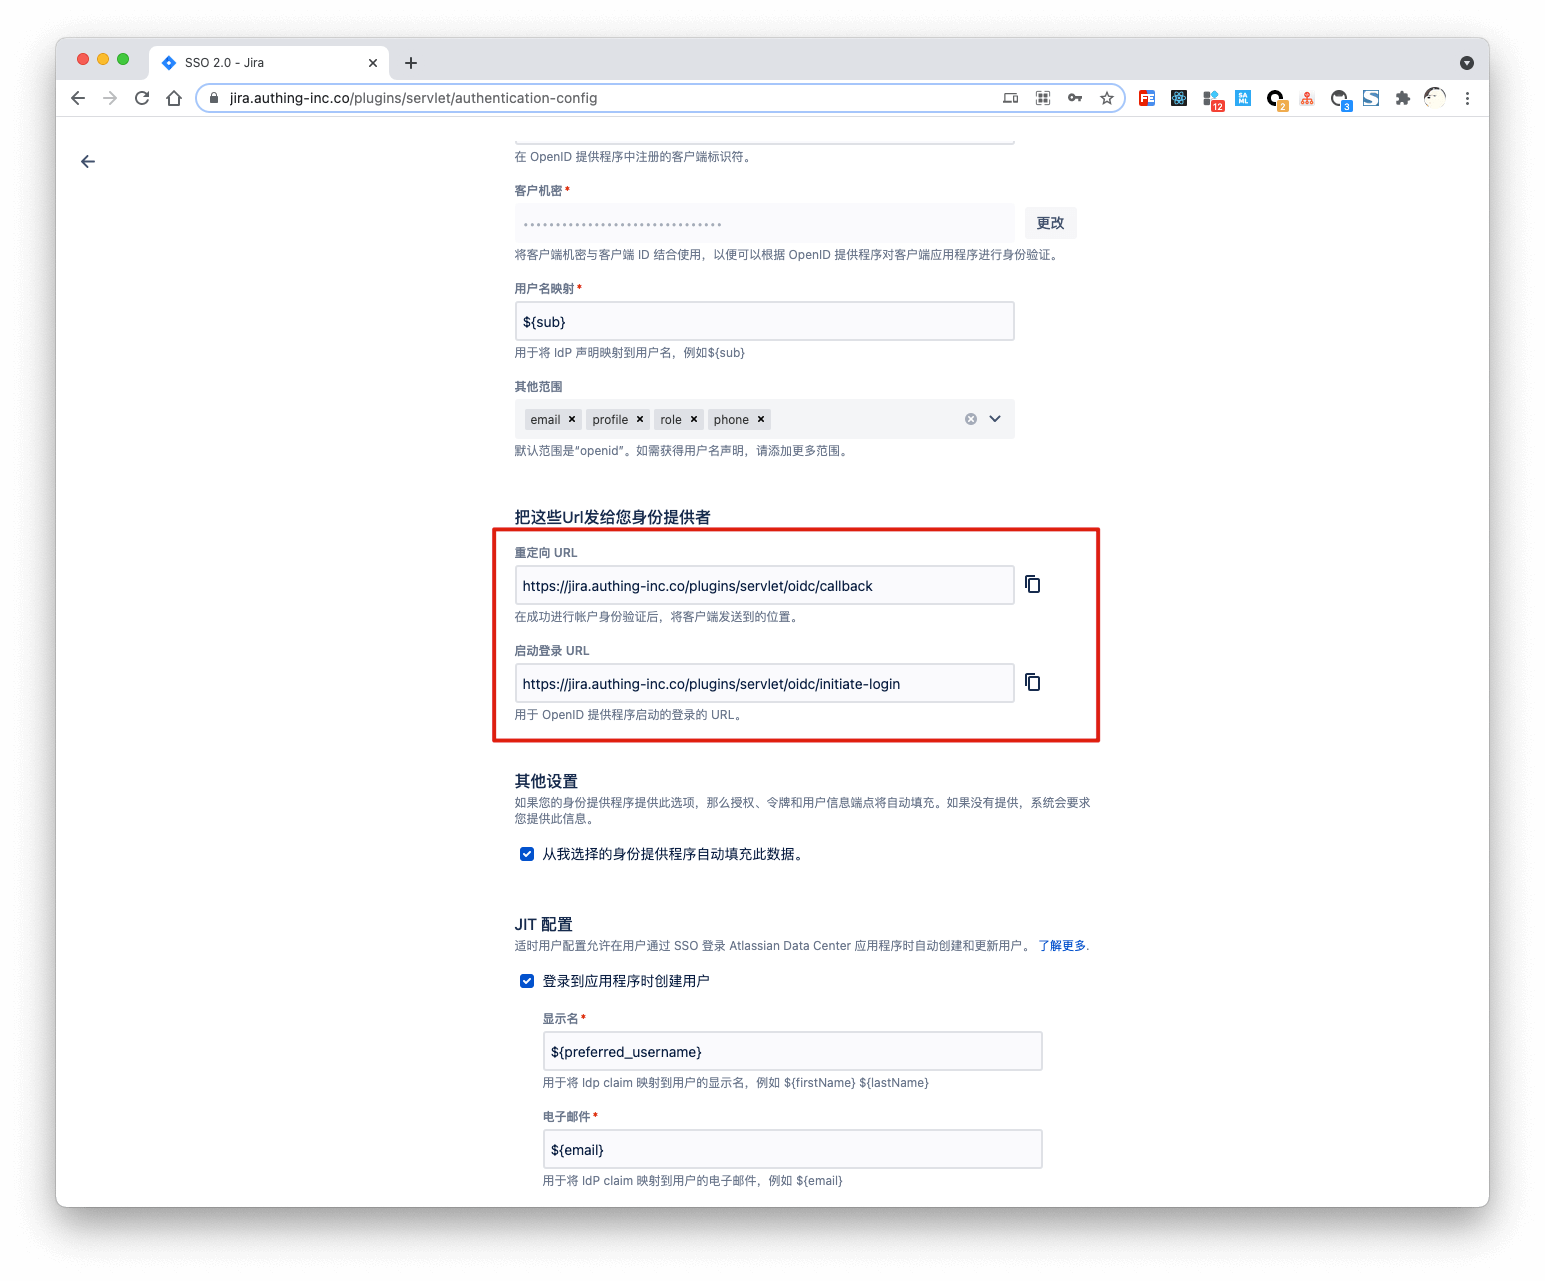 SSO 2.0 - Jira
jira.authing-inc.co/plugins/servlet/authentication-config
FE
12
SA
ML
2
3
在 OpenID 提供程序中注册的客户端标识符。
客户机密*
••••••••••••••••••••••••••••••••
更改
将客户端机密与客户端 ID 结合使用，以便可以根据 OpenID 提供程序对客户端应用程序进行身份验证。
用户名映射*
${sub}
用于将 IdP 声明映射到用户名，例如${sub}
其他范围
email × profile × role × phone ×
默认范围是“openid”。如需获得用户名声明，请添加更多范围。
把这些Url发给您身份提供者
重定向 URL
https://jira.authing-inc.co/plugins/servlet/oidc/callback
在成功进行帐户身份验证后，将客户端发送到的位置。
启动登录 URL
https://jira.authing-inc.co/plugins/servlet/oidc/initiate-login
用于 OpenID 提供程序启动的登录的 URL。
其他设置
如果您的身份提供程序提供此选项，那么授权、令牌和用户信息端点将自动填充。如果没有提供，系统会要求
您提供此信息。
从我选择的身份提供程序自动填充此数据。
JIT 配置
适时用户配置允许在用户通过 SSO 登录 Atlassian Data Center 应用程序时自动创建和更新用户。 了解更多.
登录到应用程序时创建用户
显示名*
${preferred_username}
用于将 Idp claim 映射到用户的显示名，例如 ${firstName} ${lastName}
电子邮件*
${email}
用于将 IdP claim 映射到用户的电子邮件，例如 ${email}